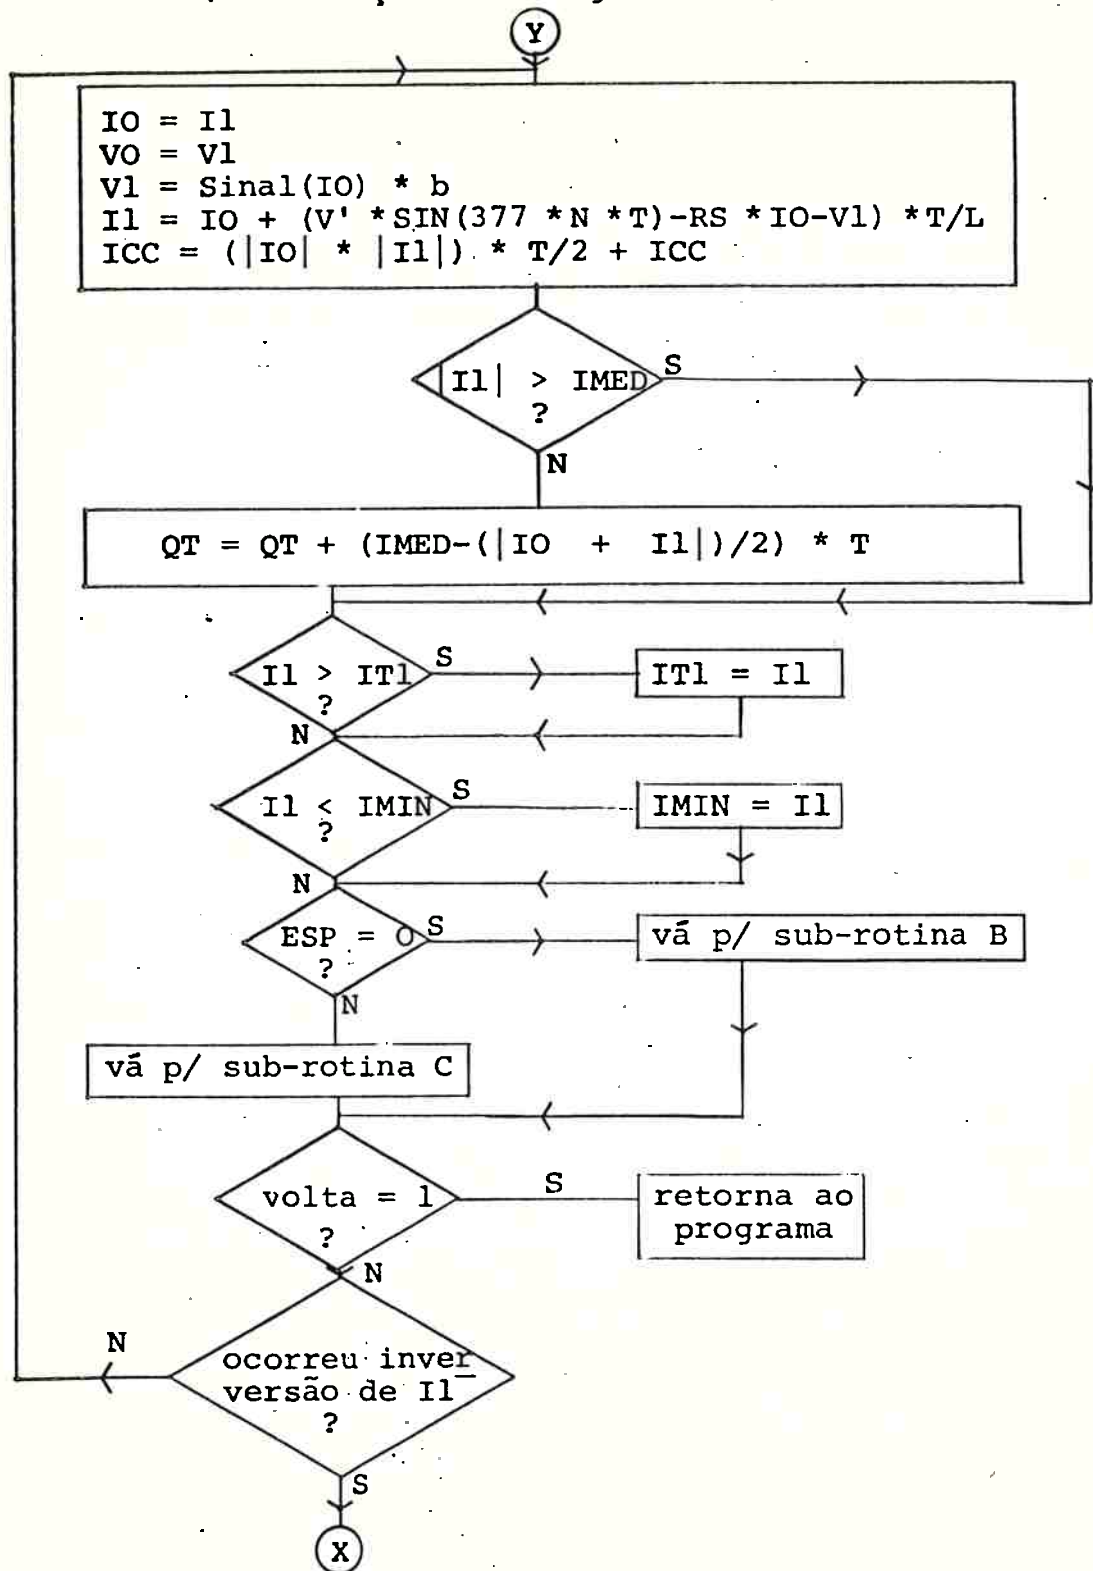 Y
IO = I1
VO = V1
V1 = Sinal(IO) * b
I1 = IO + (V' *SIN(377 *N *T)-RS *IO-V1) *T/L
ICC = (|IO| * |I1|) * T/2 + ICC
|I1| > IMED
?
S
N
QT = QT + (IMED-(|IO + I1|)/2) * T
I1 > IT1
?
S
IT1 = I1
N
I1 < IMIN
?
S
IMIN = I1
N
ESP = O
?
S
vá p/ sub-rotina B
N
vá p/ sub-rotina C
volta = 1
?
S
retorna ao
programa
N
ocorreu inver
versão de I1
?
N
S
X